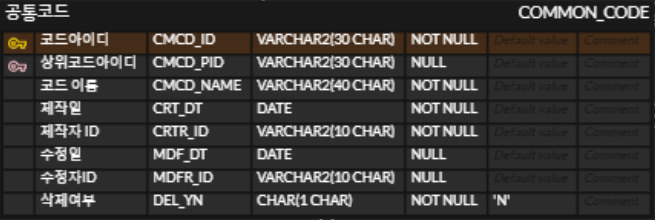 공통코드 COMMON_CODE
코드아이디 CMCD_ID VARCHAR2(30 CHAR) NOT NULL Default value Comment
상위코드아이디 CMCD_PID VARCHAR2(30 CHAR) NULL Default value Comment
코드 이름 CMCD_NAME VARCHAR2(40 CHAR) NOT NULL Default value Comment
제작일 CRT_DT DATE NOT NULL Default value Comment
제작자 ID CRTR_ID VARCHAR2(10 CHAR) NOT NULL Default value Comment
수정일 MDF_DT DATE NULL Default value Comment
수정자ID MDFR_ID VARCHAR2(10 CHAR) NULL Default value Comment
삭제여부 DEL_YN CHAR(1 CHAR) NOT NULL 'N' Comment